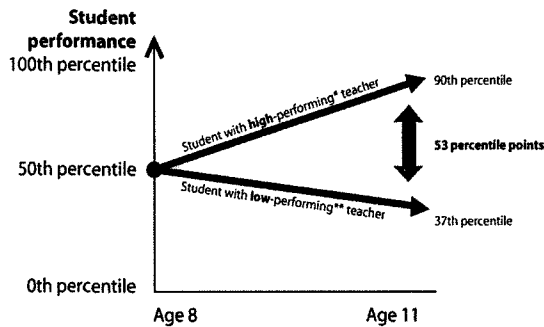 Student
performance
100th percentile
Student with high-performing* teacher
90th percentile
53 percentile points
50th percentile
Student with low-performing** teacher
37th percentile
0th percentile
Age 8
Age 11